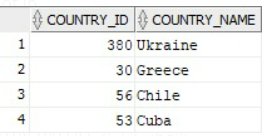 COUNTRY_ID COUNTRY_NAME
1 380 Ukraine
2 30 Greece
3 56 Chile
4 53 Cuba